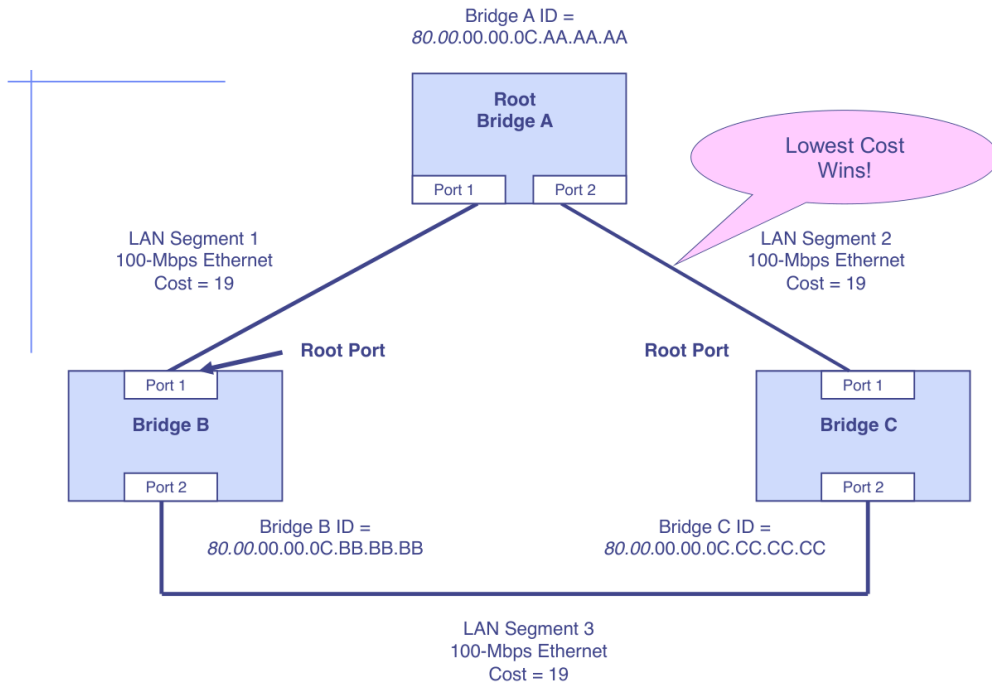 Bridge A ID =
80.00.00.00.0C.AA.AA.AA
Root
Bridge A
Port 1
Port 2
Lowest Cost
Wins!
LAN Segment 1
100-Mbps Ethernet
Cost = 19
LAN Segment 2
100-Mbps Ethernet
Cost = 19
Root Port
Root Port
Port 1
Bridge B
Port 2
Port 1
Bridge C
Port 2
Bridge B ID =
80.00.00.00.0C.BB.BB.BB
Bridge C ID =
80.00.00.00.0C.CC.CC.CC
LAN Segment 3
100-Mbps Ethernet
Cost = 19